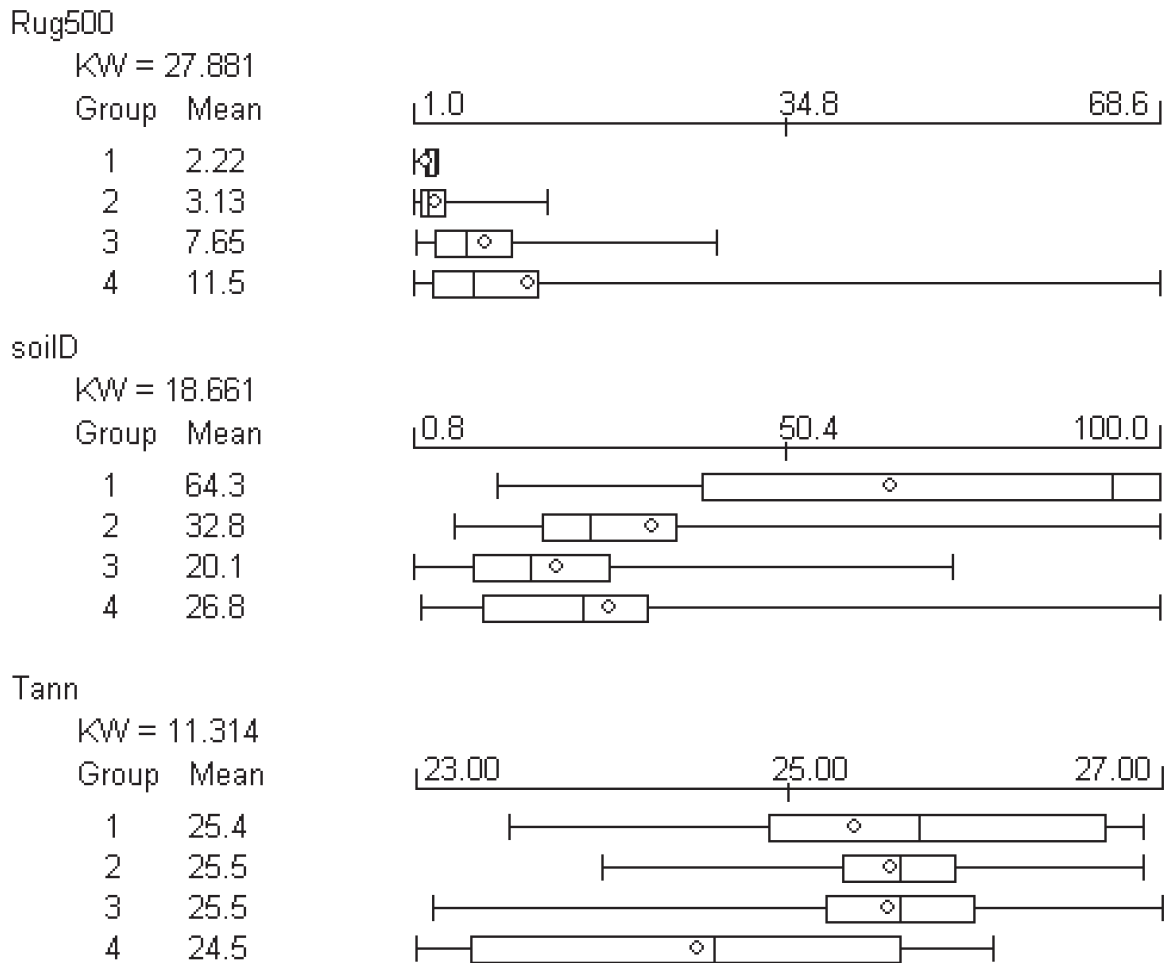 Rug500
KW = 27.881
Group Mean 1.0 34.8 68.6
1 2.22
2 3.13
3 7.65
4 11.5
soilD
KW = 18.661
Group Mean 0.8 50.4 100.0
1 64.3
2 32.8
3 20.1
4 26.8
Tann
KW = 11.314
Group Mean 23.00 25.00 27.00
1 25.4
2 25.5
3 25.5
4 24.5